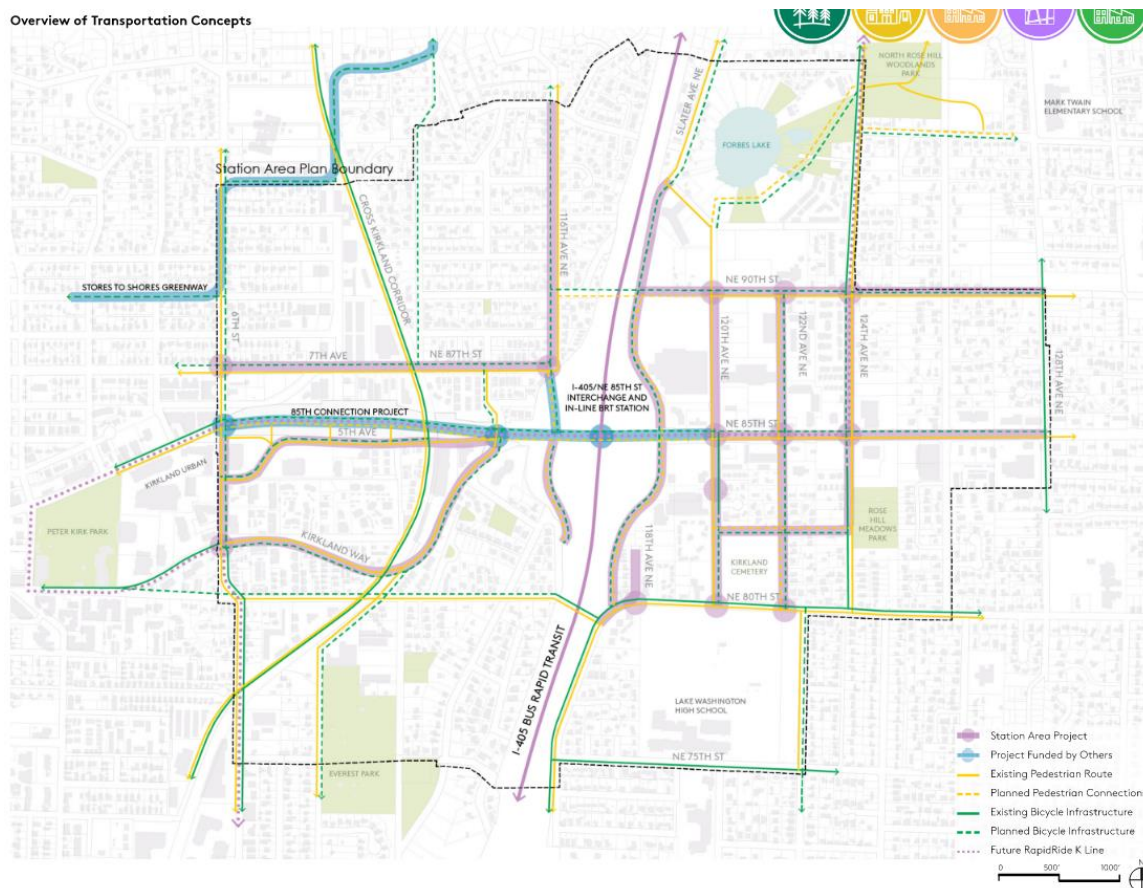 Overview of Transportation Concepts
NORTH ROSE HILL
WOODLANDS
PARK
MARK TWAIN
ELEMENTARY SCHOOL
SLATER AVE NE
FORBES LAKE
Station Area Plan Boundary
CROSS KIRKLAND CORRIDOR
116TH AVE NE
STORES TO SHORES GREENWAY
NE 90TH ST
6TH ST
120TH AVE NE
122ND AVE NE
124TH AVE NE
128TH AVE NE
7TH AVE
NE 87TH ST
I-405/NE 85TH ST
INTERCHANGE AND
IN-LINE BRT STATION
85TH CONNECTION PROJECT
5TH AVE
NE 85TH ST
KIRKLAND URBAN
PETER KIRK PARK
KIRKLAND WAY
118TH AVE NE
ROSE
HILL
MEADOWS
PARK
KIRKLAND
CEMETERY
NE 80TH ST
I-405 BUS RAPID TRANSIT
LAKE WASHINGTON
HIGH SCHOOL
NE 75TH ST
EVEREST PARK
Station Area Project
Project Funded by Others
Existing Pedestrian Route
Planned Pedestrian Connection
Existing Bicycle Infrastructure
Planned Bicycle Infrastructure
Future RapidRide K Line
0 500' 1000'
N